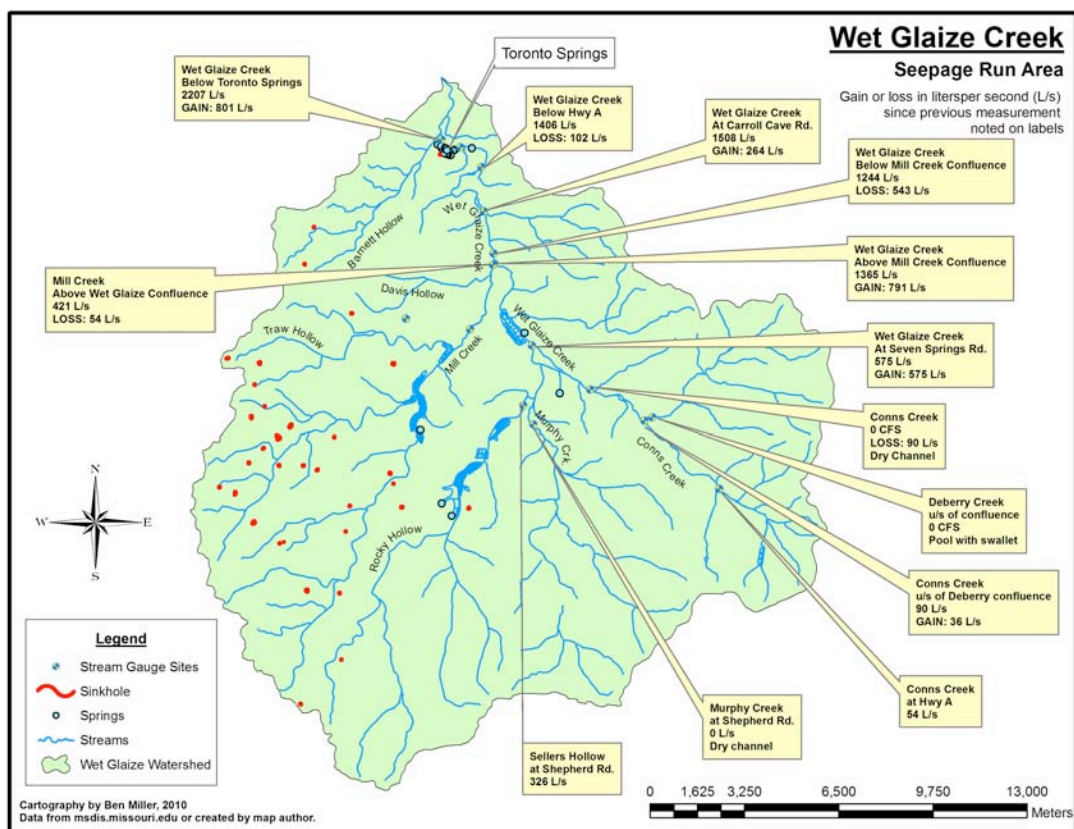 Wet Glaize Creek
Seepage Run Area
Gain or loss in litersper second (L/s)
since previous measurement
noted on labels
Toronto Springs
Wet Glaize Creek
Below Toronto Springs
2207 L/s
GAIN: 801 L/s
Wet Glaize Creek
Below Hwy A
1406 L/s
LOSS: 102 L/s
Wet Glaize Creek
At Carroll Cave Rd.
1508 L/s
GAIN: 264 L/s
Wet Glaize Creek
Below Mill Creek Confluence
1244 L/s
LOSS: 543 L/s
Wet Glaize Creek
Above Mill Creek Confluence
1365 L/s
GAIN: 791 L/s
Mill Creek
Above Wet Glaize Confluence
421 L/s
LOSS: 54 L/s
Wet Glaize Creek
At Seven Springs Rd.
575 L/s
GAIN: 575 L/s
Conns Creek
0 CFS
LOSS: 90 L/s
Dry Channel
Deberry Creek
u/s of confluence
0 CFS
Pool with swallet
Conns Creek
u/s of Deberry confluence
90 L/s
GAIN: 36 L/s
Conns Creek
at Hwy A
54 L/s
Murphy Creek
at Shepherd Rd.
0 L/s
Dry channel
Sellers Hollow
at Shepherd Rd.
326 L/s
Wet Glaize Creek
Barnett Hollow
Davis Hollow
Traw Hollow
Mill Creek
Wet Glaize Creek
Murphy Crk.
Conns Creek
Rocky Hollow
N
W
E
S
Legend
Stream Gauge Sites
Sinkhole
Springs
Streams
Wet Glaize Watershed
Cartography by Ben Miller, 2010
Data from msdis.missouri.edu or created by map author.
0 1,625 3,250 6,500 9,750 13,000
Meters